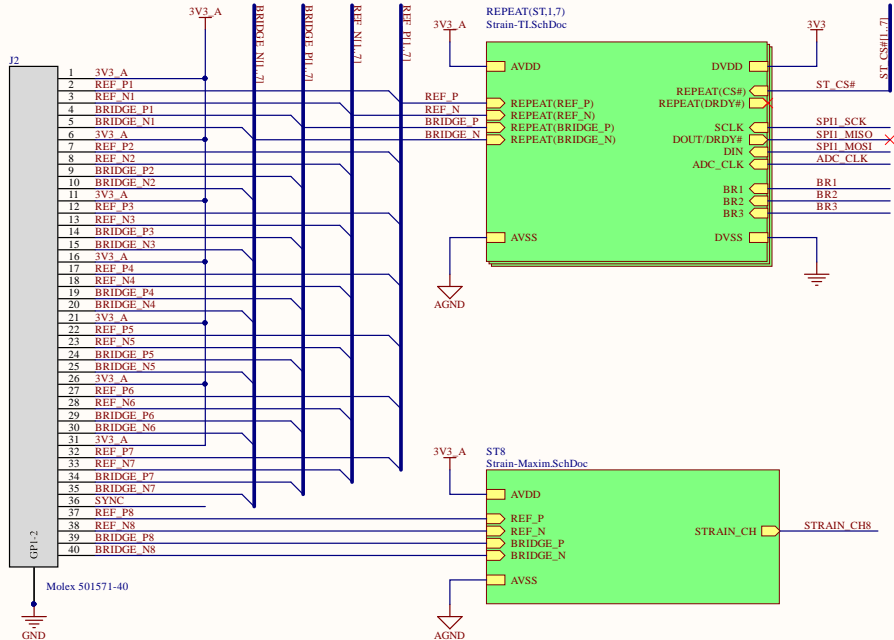 3V3_A
BRIDGE_N[1..7]
BRIDGE_P[1..7]
REF_N[1..7]
REF_P[1..7]
J2
1 3V3_A
2 REF_P1
3 REF_N1
4 BRIDGE_P1
5 BRIDGE_N1
6 3V3_A
7 REF_P2
8 REF_N2
9 BRIDGE_P2
10 BRIDGE_N2
11 3V3_A
12 REF_P3
13 REF_N3
14 BRIDGE_P3
15 BRIDGE_N3
16 3V3_A
17 REF_P4
18 REF_N4
19 BRIDGE_P4
20 BRIDGE_N4
21 3V3_A
22 REF_P5
23 REF_N5
24 BRIDGE_P5
25 BRIDGE_N5
26 3V3_A
27 REF_P6
28 REF_N6
29 BRIDGE_P6
30 BRIDGE_N6
31 3V3_A
32 REF_P7
33 REF_N7
34 BRIDGE_P7
35 BRIDGE_N7
36 SYNC
37 REF_P8
38 REF_N8
39 BRIDGE_P8
40 BRIDGE_N8
GP1-2
Molex 501571-40
GND
REPEAT(ST,1,7)
Strain-TI.SchDoc
3V3_A
3V3
ST_CS#[1..7]
AVDD
DVDD
REF_P
REF_N
BRIDGE_P
BRIDGE_N
REPEAT(REF_P)
REPEAT(REF_N)
REPEAT(BRIDGE_P)
REPEAT(BRIDGE_N)
REPEAT(CS#)
REPEAT(DRDY#)
SCLK
DOUT/DRDY#
DIN
ADC_CLK
BR1
BR2
BR3
ST_CS#
SPI1_SCK
SPI1_MISO
SPI1_MOSI
ADC_CLK
BR1
BR2
BR3
AVSS
DVSS
AGND
ST8
Strain-Maxim.SchDoc
3V3_A
AVDD
REF_P
REF_N
BRIDGE_P
BRIDGE_N
STRAIN_CH
STRAIN_CH8
AVSS
AGND